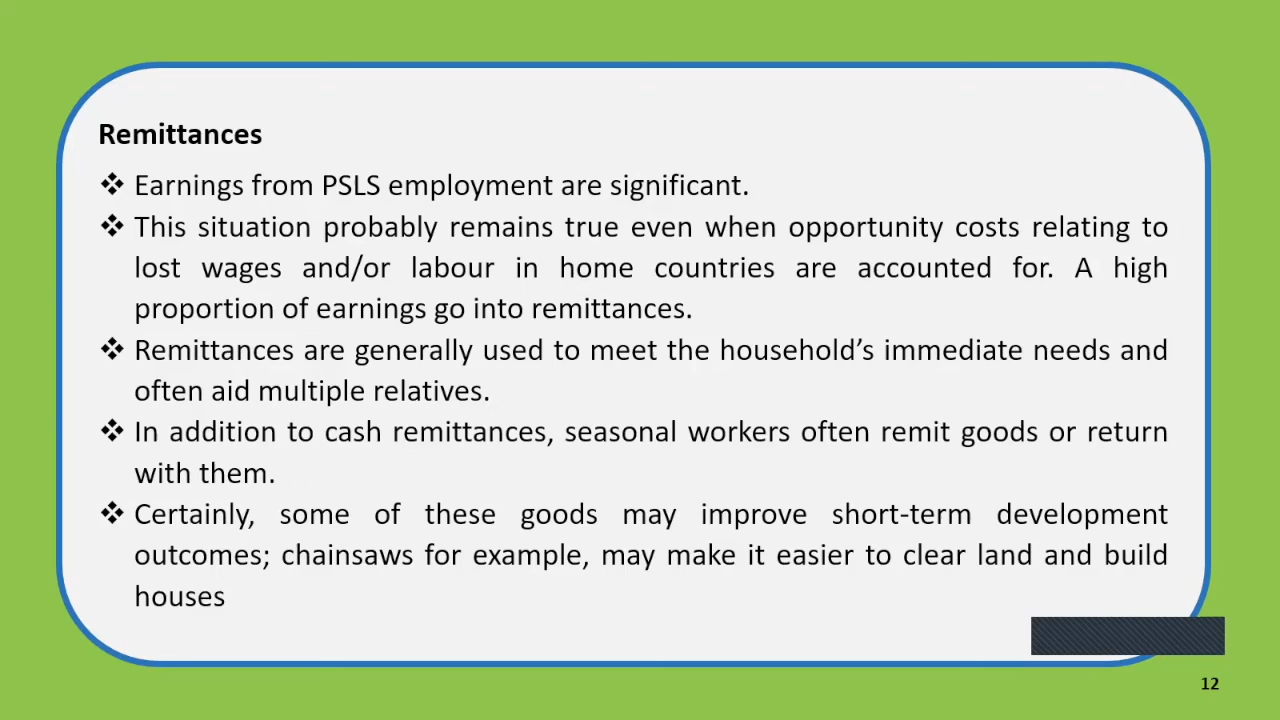 Remittances
❖ Earnings from PSLS employment are significant.
❖ This situation probably remains true even when opportunity costs relating to
lost wages and/or labour in home countries are accounted for. A high
proportion of earnings go into remittances.
❖ Remittances are generally used to meet the household’s immediate needs and
often aid multiple relatives.
❖ In addition to cash remittances, seasonal workers often remit goods or return
with them.
❖ Certainly, some of these goods may improve short-term development
outcomes; chainsaws for example, may make it easier to clear land and build
houses
12